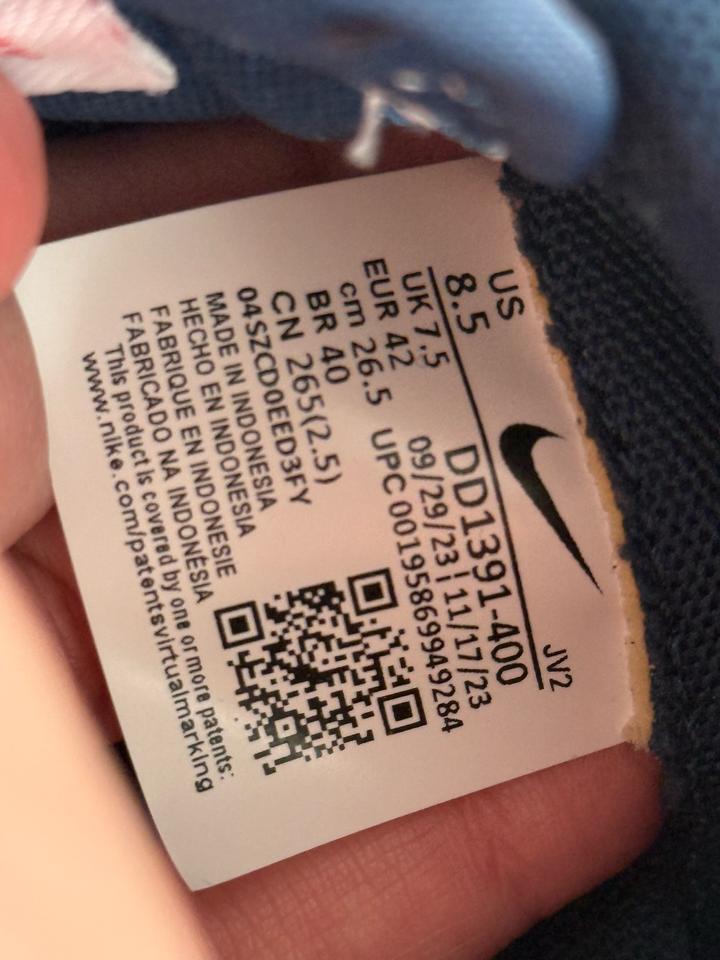 US
8.5
JV2
UK 7.5
DD1391-400
EUR 42
09/29/23¦11/17/23
cm 26.5
UPC 00195869949284
BR 40
CN 265(2.5)
04SZCD0EED3FY
MADE IN INDONESIA
HECHO EN INDONESIA
FABRIQUE EN INDONESIE
FABRICADO NA INDONÉSIA
This product is covered by one or more patents:
www.nike.com/patentsvirtualmarking